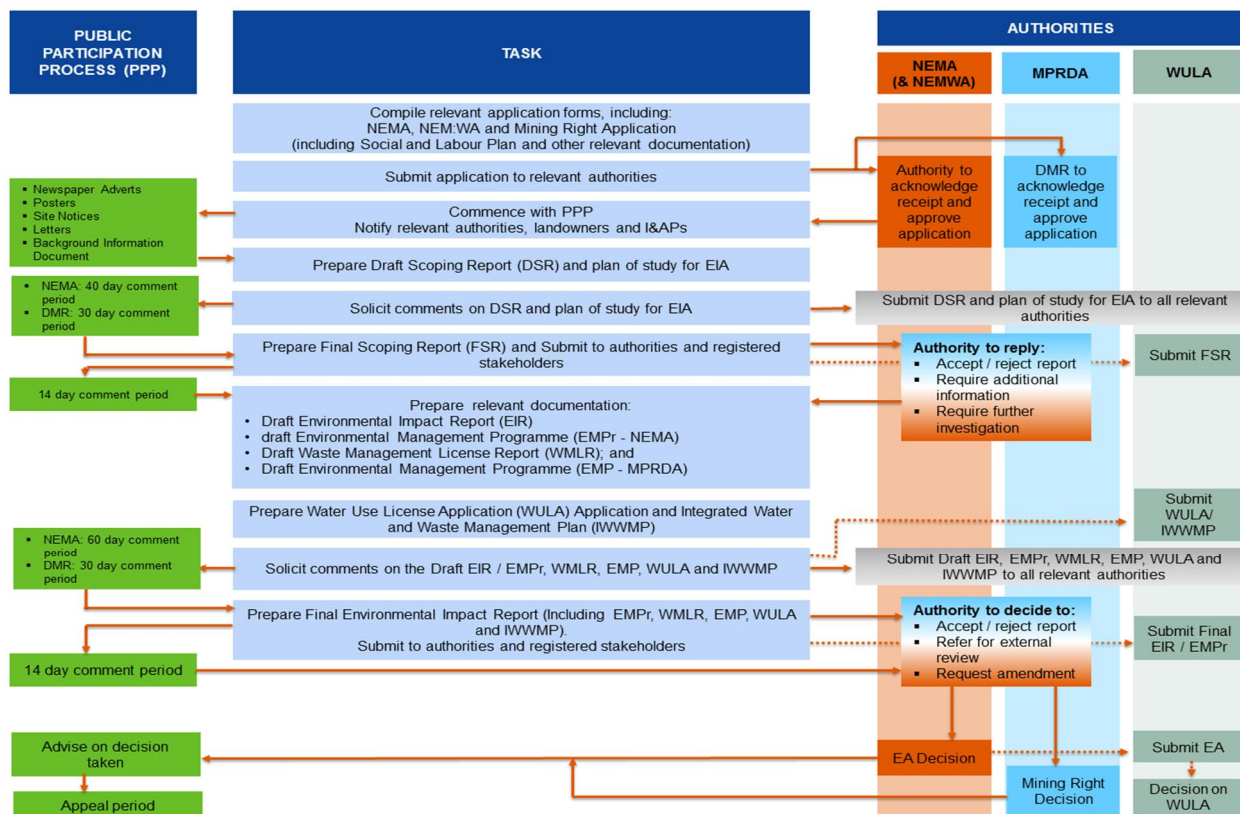 PUBLIC
PARTICIPATION
PROCESS (PPP)
TASK
AUTHORITIES
NEMA
(& NEMWA)
MPRDA
WULA
Compile relevant application forms, including:
NEMA, NEM:WA and Mining Right Application
(including Social and Labour Plan and other relevant documentation)
Submit application to relevant authorities
Authority to
acknowledge
receipt and
approve
application
DMR to
acknowledge
receipt and
approve
application
▪ Newspaper Adverts
▪ Posters
▪ Site Notices
▪ Letters
▪ Background Information
Document
Commence with PPP
Notify relevant authorities, landowners and I&APs
Prepare Draft Scoping Report (DSR) and plan of study for EIA
▪ NEMA: 40 day comment
period
▪ DMR: 30 day comment
period
Solicit comments on DSR and plan of study for EIA
Submit DSR and plan of study for EIA to all relevant
authorities
Prepare Final Scoping Report (FSR) and Submit to authorities and registered
stakeholders
Authority to reply:
▪ Accept / reject report
▪ Require additional
information
▪ Require further
investigation
Submit FSR
14 day comment period
Prepare relevant documentation:
• Draft Environmental Impact Report (EIR)
• draft Environmental Management Programme (EMPr - NEMA)
• Draft Waste Management License Report (WMLR); and
• Draft Environmental Management Programme (EMP - MPRDA)
Prepare Water Use License Application (WULA) Application and Integrated Water
and Waste Management Plan (IWWMP)
Submit
WULA/
IWWMP
▪ NEMA: 60 day comment
period
▪ DMR: 30 day comment
period
Solicit comments on the Draft EIR / EMPr, WMLR, EMP, WULA and IWWMP
Submit Draft EIR, EMPr, WMLR, EMP, WULA and
IWWMP to all relevant authorities
Prepare Final Environmental Impact Report (Including EMPr, WMLR, EMP, WULA
and IWWMP).
Submit to authorities and registered stakeholders
Authority to decide to:
▪ Accept / reject report
▪ Refer for external
review
▪ Request amendment
Submit Final
EIR / EMPr
14 day comment period
Advise on decision
taken
EA Decision
Submit EA
Appeal period
Mining Right
Decision
Decision on
WULA